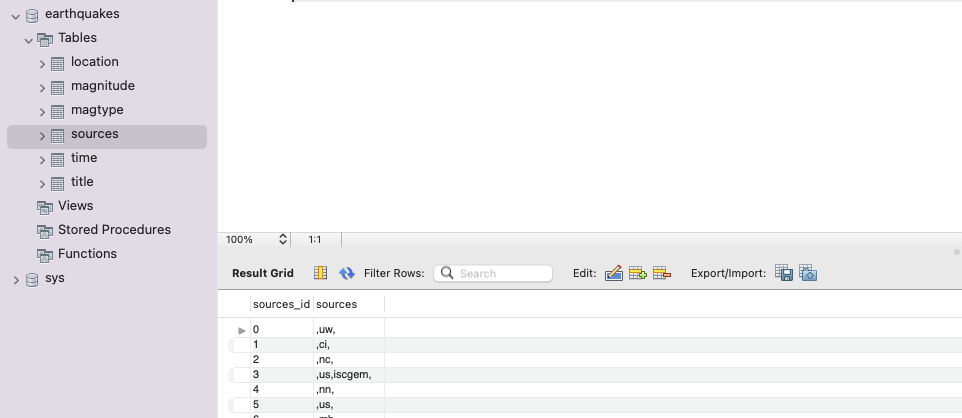 earthquakes
Tables
location
magnitude
magtype
sources
time
title
Views
Stored Procedures
Functions
sys
100% 1:1
Result Grid Filter Rows: Search Edit: Export/Import:
sources_id sources
0 ,uw,
1 ,ci,
2 ,nc,
3 ,us,iscgem,
4 ,nn,
5 ,us,